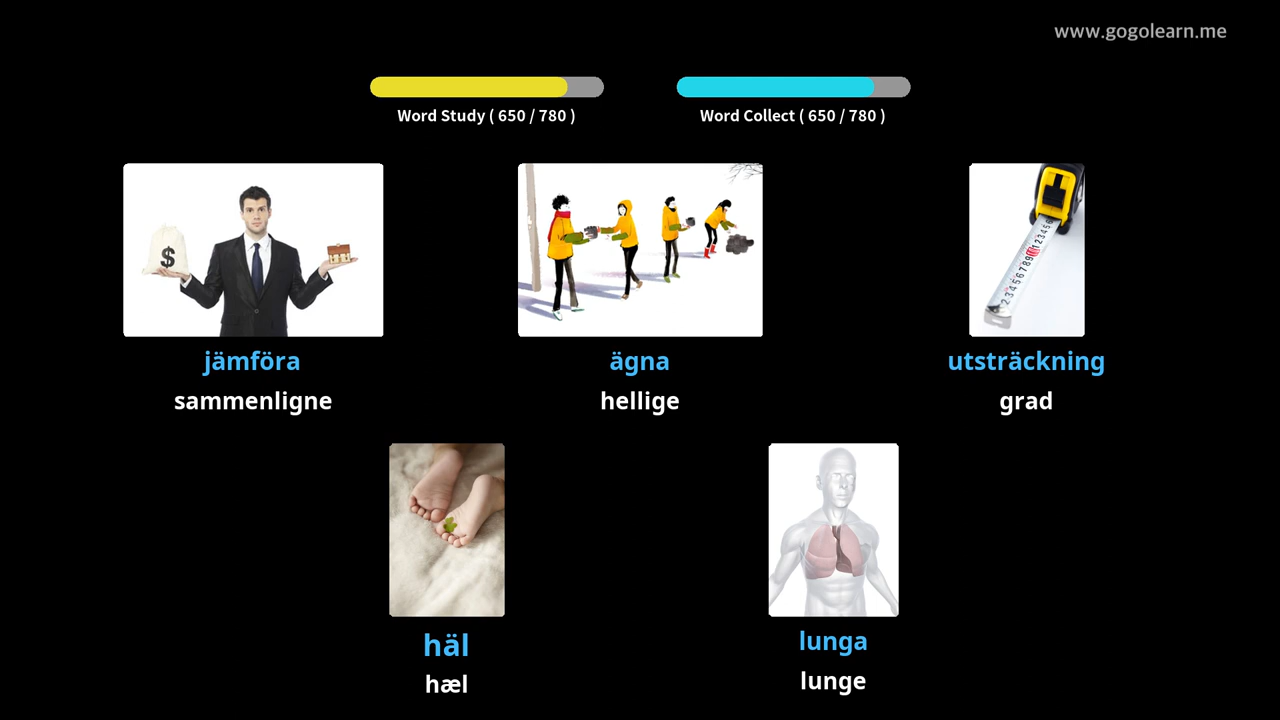 www.gogolearn.me
Word Study ( 650 / 780 )
Word Collect ( 650 / 780 )
$
jämföra
ägna
utsträckning
sammenligne
hellige
grad
häl
lunga
hæl
lunge